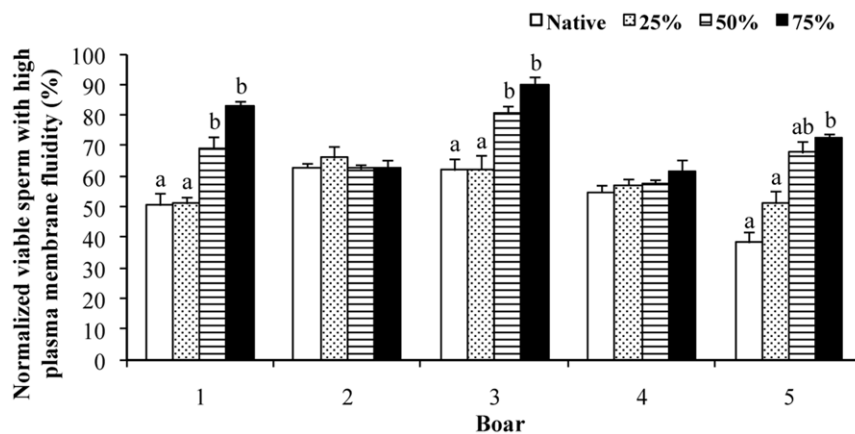 Native 25% 50% 75%
Normalized viable sperm with high
plasma membrane fluidity (%)
100
90
80
70
60
50
40
30
20
10
0
a a b b
a a b b
a a ab b
1 2 3 4 5
Boar